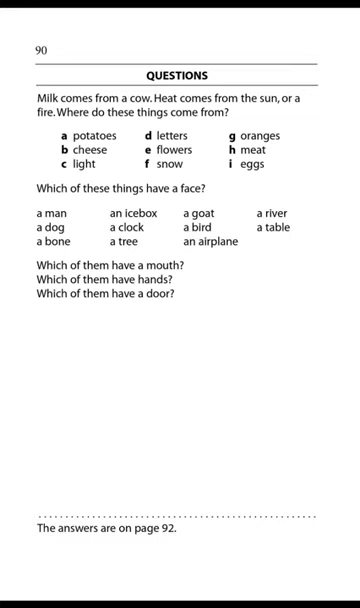 90
QUESTIONS
Milk comes from a cow. Heat comes from the sun, or a
fire. Where do these things come from?
a potatoes d letters g oranges
b cheese e flowers h meat
c light f snow i eggs
Which of these things have a face?
a man an icebox a goat a river
a dog a clock a bird a table
a bone a tree an airplane
Which of them have a mouth?
Which of them have hands?
Which of them have a door?
The answers are on page 92.